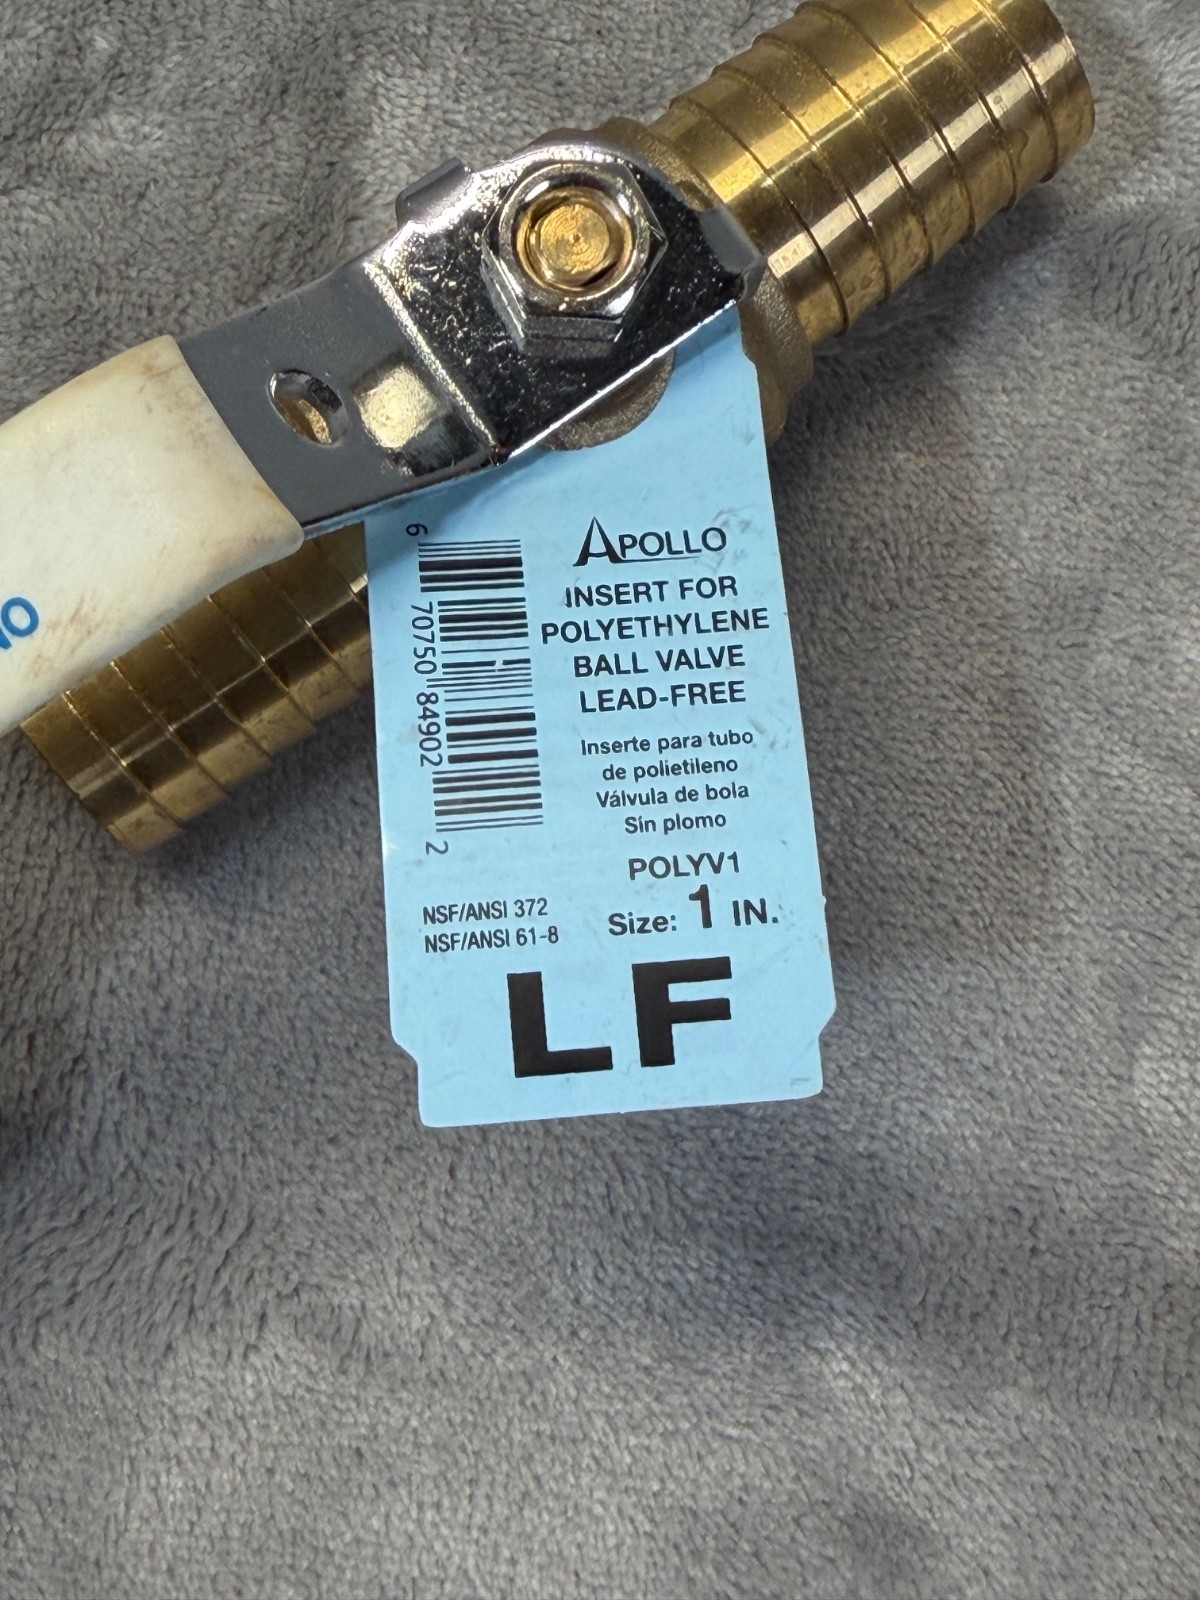 APOLLO
INSERT FOR
POLYETHYLENE
BALL VALVE
LEAD-FREE
Inserte para tubo
de polietileno
Válvula de bola
Sin plomo
POLYV1
Size: 1 IN.
6 70750 84902 2
NSF/ANSI 372
NSF/ANSI 61-8
LF